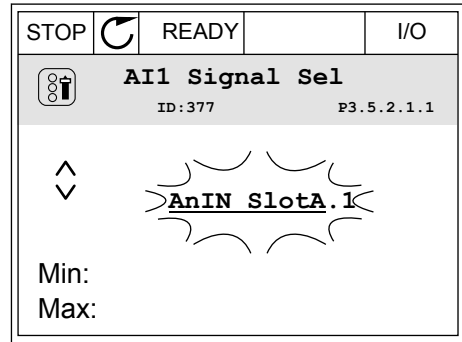 STOP READY I/O
AI1 Signal Sel
ID:377 P3.5.2.1.1
AnIN SlotA.1
Min:
Max: